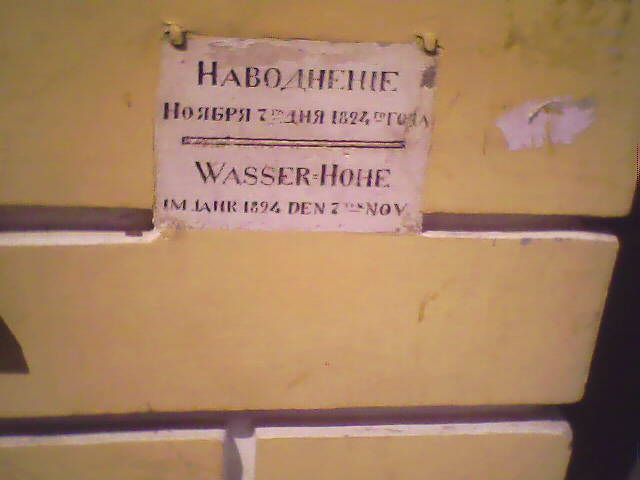 НАВОДНЕНІЕ
НОЯБРЯ 7го ДНЯ 1824го ГОДА
WASSER=HOHE
IM JAHR 1824 DEN 7ten NOV